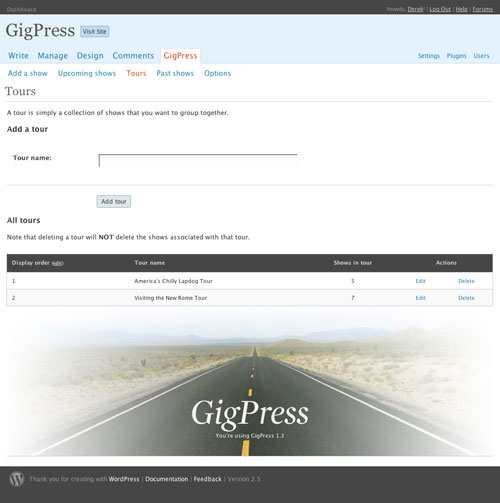 Dashboard
Howdy, Derek! | Log Out | Help | Forums
GigPress Visit Site
Write Manage Design Comments GigPress Settings Plugins Users
Add a show Upcoming shows Tours Past shows Options
Tours
A tour is simply a collection of shows that you want to group together.
Add a tour
Tour name:
Add tour
All tours
Note that deleting a tour will NOT delete the shows associated with that tour.
Display order (edit) Tour name Shows in tour Actions
1 America's Chilly Lapdog Tour 5 Edit Delete
2 Visiting the New Rome Tour 7 Edit Delete
GigPress
You're using GigPress 1.3
Thank you for creating with WordPress | Documentation | Feedback | Version 2.5